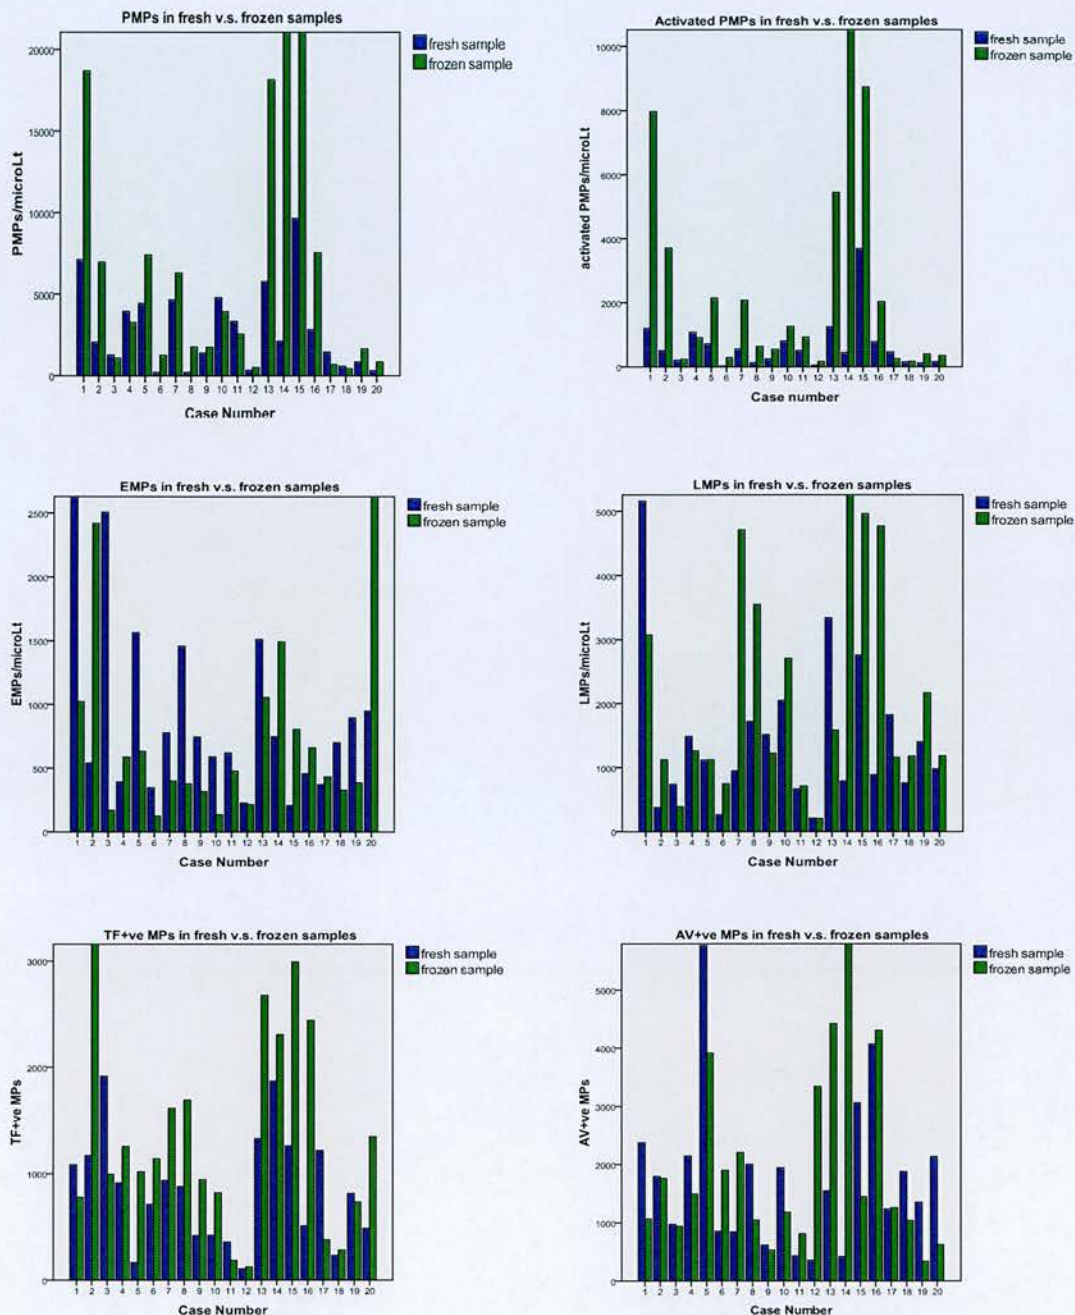 PMPs in fresh v.s. frozen samples
fresh sample
frozen sample
20000
15000
10000
5000
0
PMPs/microLt
1 2 3 4 5 6 7 8 9 10 11 12 13 14 15 16 17 18 19 20
Case Number
Activated PMPs in fresh v.s. frozen samples
fresh sample
frozen sample
10000
8000
6000
4000
2000
0
activated PMPs/microLt
1 2 3 4 5 6 7 8 9 10 11 12 13 14 15 16 17 18 19 20
Case number
EMPs in fresh v.s. frozen samples
fresh sample
frozen sample
2500
2000
1500
1000
500
0
EMPs/microLt
1 2 3 4 5 6 7 8 9 10 11 12 13 14 15 16 17 18 19 20
Case Number
LMPs in fresh v.s. frozen samples
fresh sample
frozen sample
5000
4000
3000
2000
1000
0
LMPs/microLt
1 2 3 4 5 6 7 8 9 10 11 12 13 14 15 16 17 18 19 20
Case Number
TF+ve MPs in fresh v.s. frozen samples
fresh sample
frozen sample
3000
2000
1000
0
TF+ve MPs
1 2 3 4 5 6 7 8 9 10 11 12 13 14 15 16 17 18 19 20
Case Number
AV+ve MPs in fresh v.s. frozen samples
fresh sample
frozen sample
5000
4000
3000
2000
1000
0
AV+ve MPs
1 2 3 4 5 6 7 8 9 10 11 12 13 14 15 16 17 18 19 20
Case Number